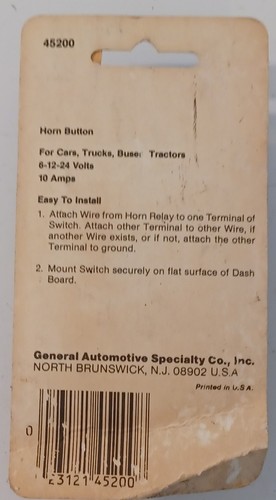 45200
Horn Button
For Cars, Trucks, Buses Tractors
6-12-24 Volts
10 Amps
Easy To Install
1. Attach Wire from Horn Relay to one Terminal of
Switch. Attach other Terminal to other Wire, if
another Wire exists, or if not, attach the other
Terminal to ground.
2. Mount Switch securely on flat surface of Dash
Board.
General Automotive Specialty Co., Inc.
NORTH BRUNSWICK, N.J. 08902 U.S.A
Printed in U.S.A.
0
23121 45200